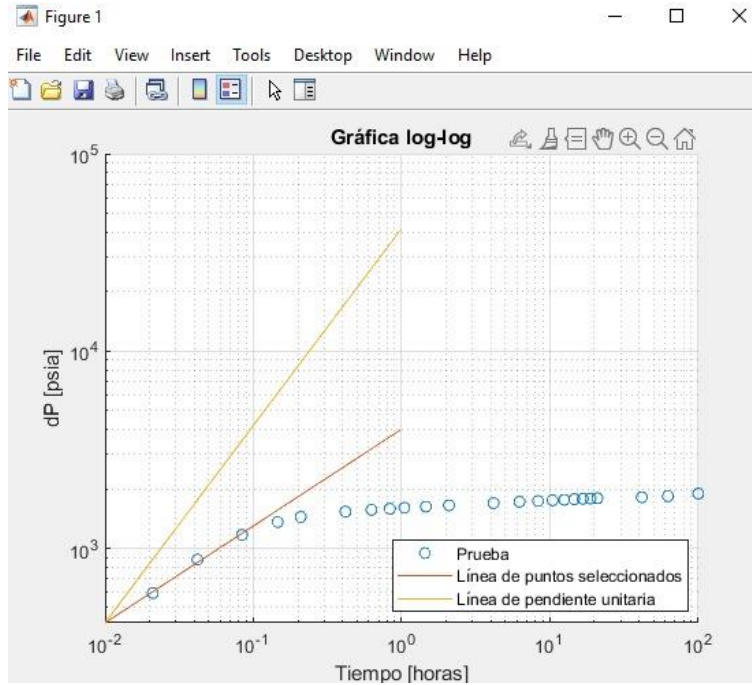 Figure 1
File Edit View Insert Tools Desktop Window Help
Gráfica log-log
10^5
10^4
10^3
dP [psia]
10^-2 10^-1 10^0 10^1 10^2
Tiempo [horas]
Prueba
Línea de puntos seleccionados
Línea de pendiente unitaria